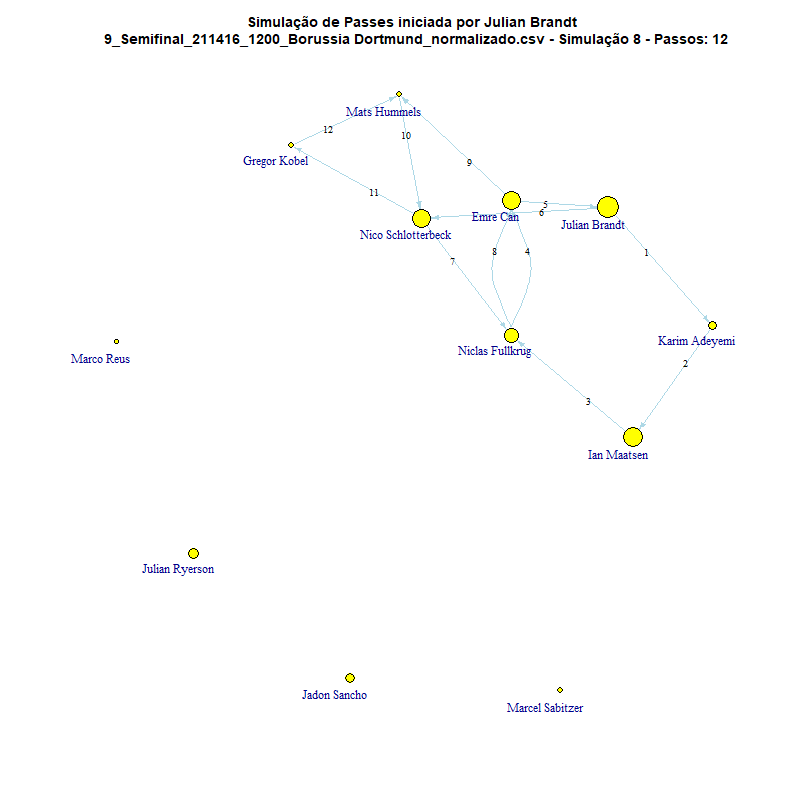 Simulação de Passes iniciada por Julian Brandt
9_Semifinal_211416_1200_Borussia Dortmund_normalizado.csv - Simulação 8 - Passos: 12
Mats Hummels
12
10
Gregor Kobel
9
11
5
6
Emre Can
Julian Brandt
Nico Schlotterbeck
8
4
1
7
Karim Adeyemi
Niclas Fullkrug
Marco Reus
2
3
Ian Maatsen
Julian Ryerson
Jadon Sancho
Marcel Sabitzer